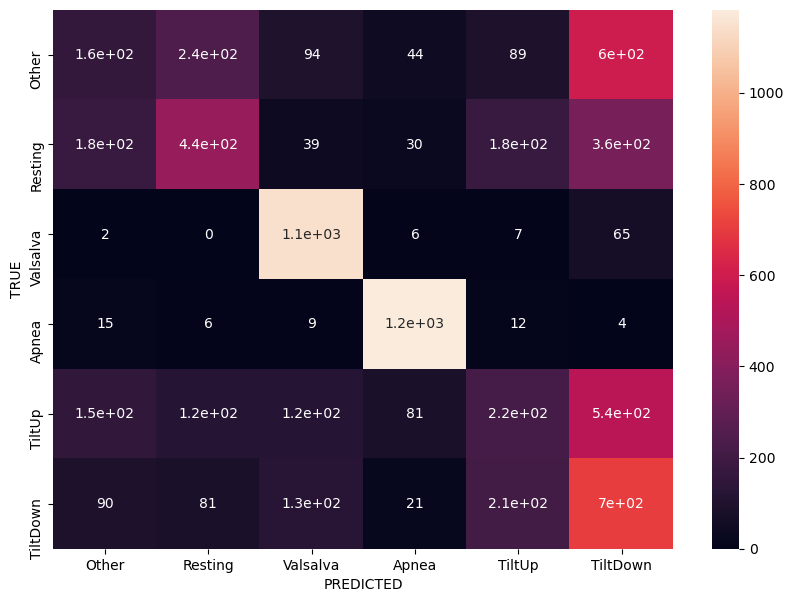 Other 1.6e+02 2.4e+02 94 44 89 6e+02
Resting 1.8e+02 4.4e+02 39 30 1.8e+02 3.6e+02
Valsalva 2 0 1.1e+03 6 7 65
Apnea 15 6 9 1.2e+03 12 4
TiltUp 1.5e+02 1.2e+02 1.2e+02 81 2.2e+02 5.4e+02
TiltDown 90 81 1.3e+02 21 2.1e+02 7e+02
TRUE
Other Resting Valsalva Apnea TiltUp TiltDown
PREDICTED
1000
800
600
400
200
0